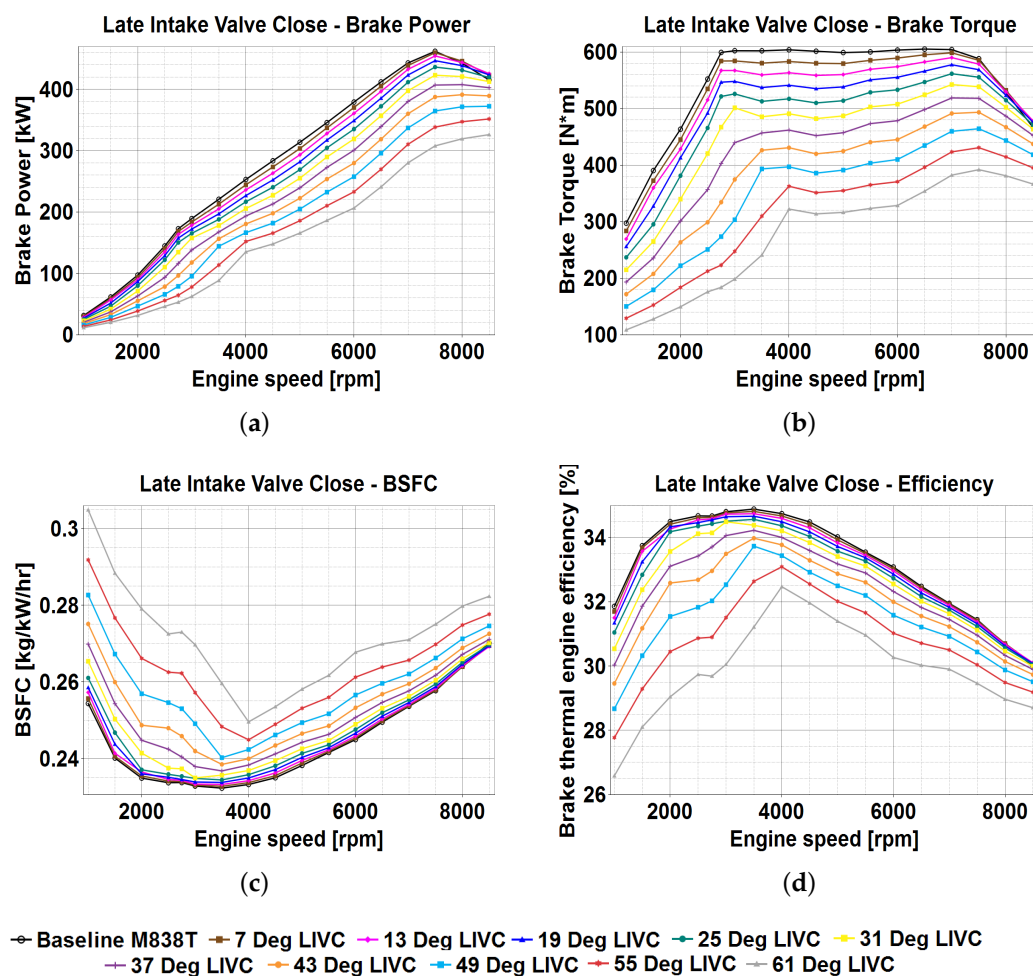 Late Intake Valve Close - Brake Power
Brake Power [kW]
400
300
200
100
0
2000 4000 6000 8000
Engine speed [rpm]
(a)
Late Intake Valve Close - Brake Torque
Brake Torque [N*m]
600
500
400
300
200
100
2000 4000 6000 8000
Engine speed [rpm]
(b)
Late Intake Valve Close - BSFC
BSFC [kg/kW/hr]
0.3
0.28
0.26
0.24
2000 4000 6000 8000
Engine speed [rpm]
(c)
Late Intake Valve Close - Efficiency
Brake thermal engine efficiency [%]
34
32
30
28
26
2000 4000 6000 8000
Engine speed [rpm]
(d)
Baseline M838T 7 Deg LIVC 13 Deg LIVC 19 Deg LIVC 25 Deg LIVC 31 Deg LIVC
37 Deg LIVC 43 Deg LIVC 49 Deg LIVC 55 Deg LIVC 61 Deg LIVC